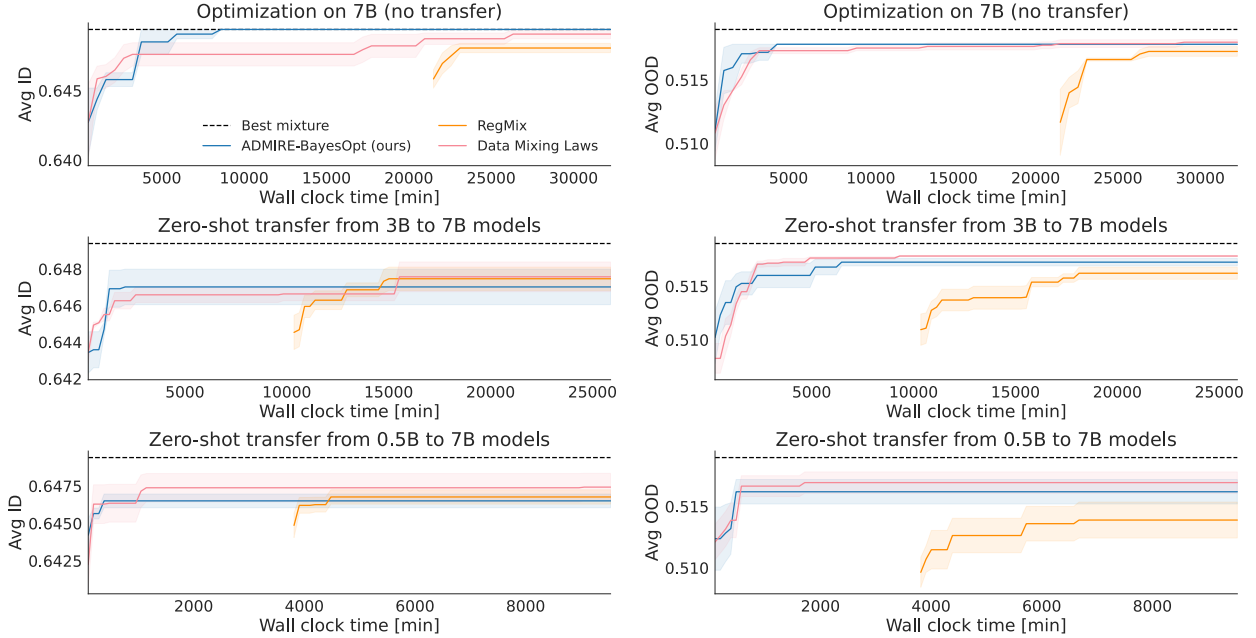 Optimization on 7B (no transfer)
Avg ID
0.645
0.640
Best mixture
ADMIRE-BayesOpt (ours)
RegMix
Data Mixing Laws
5000 10000 15000 20000 25000 30000
Wall clock time [min]
Optimization on 7B (no transfer)
Avg OOD
0.515
0.510
5000 10000 15000 20000 25000 30000
Wall clock time [min]
Zero-shot transfer from 3B to 7B models
Avg ID
0.648
0.646
0.644
0.642
5000 10000 15000 20000 25000
Wall clock time [min]
Zero-shot transfer from 3B to 7B models
Avg OOD
0.515
0.510
5000 10000 15000 20000 25000
Wall clock time [min]
Zero-shot transfer from 0.5B to 7B models
Avg ID
0.6475
0.6450
0.6425
2000 4000 6000 8000
Wall clock time [min]
Zero-shot transfer from 0.5B to 7B models
Avg OOD
0.515
0.510
2000 4000 6000 8000
Wall clock time [min]